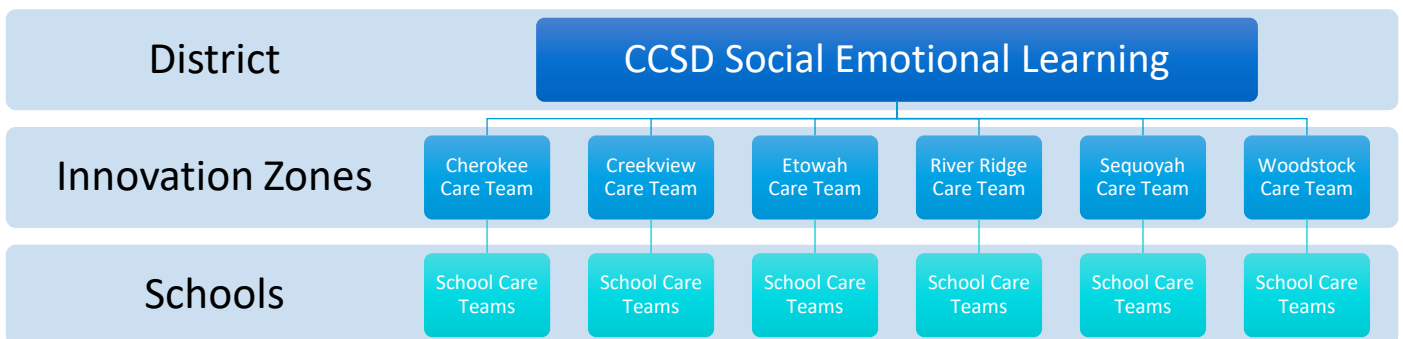 District
CCSD Social Emotional Learning
Innovation Zones
Cherokee
Care Team
Creekview
Care Team
Etowah
Care Team
River Ridge
Care Team
Sequoyah
Care Team
Woodstock
Care Team
Schools
School Care
Teams
School Care
Teams
School Care
Teams
School Care
Teams
School Care
Teams
School Care
Teams